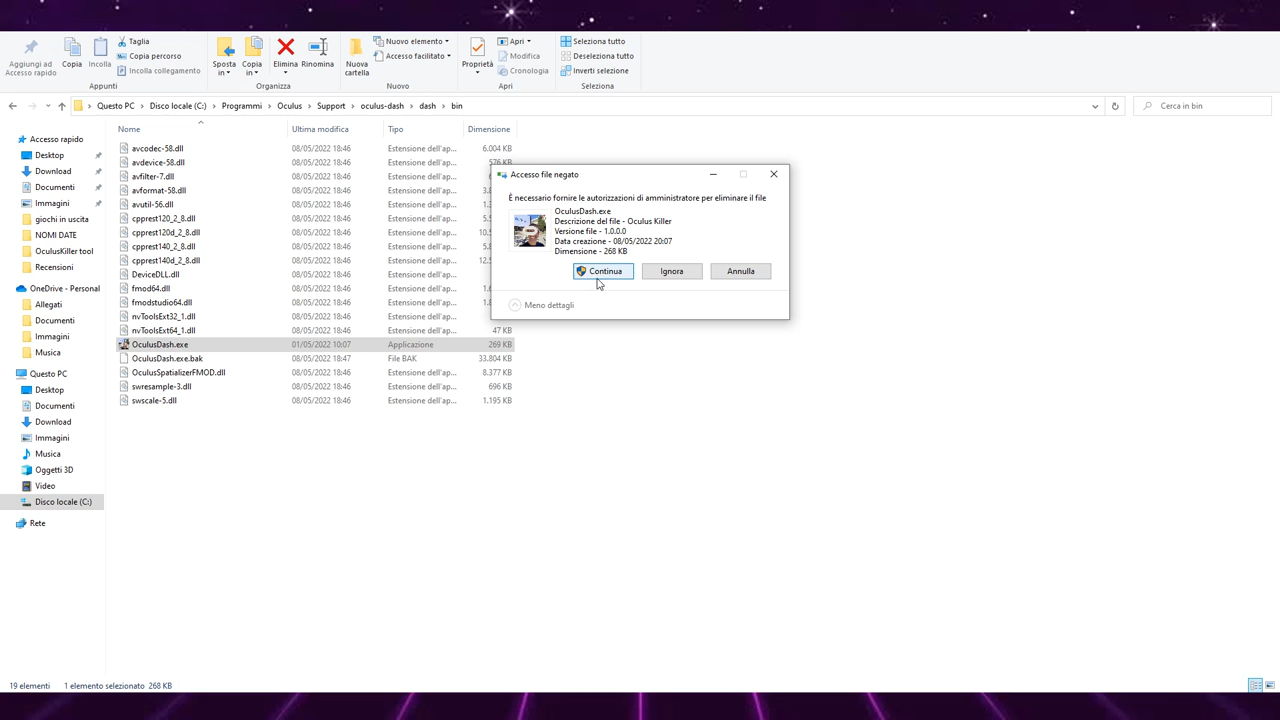 Taglia
Copia percorso
Incolla collegamento
Aggiungi ad
Accesso rapido
Copia
Incolla
Appunti
Sposta
in
Copia
in
Elimina
Rinomina
Organizza
Nuova
cartella
Nuovo elemento
Accesso facilitato
Nuovo
Proprietà
Apri
Modifica
Cronologia
Apri
Seleziona tutto
Deseleziona tutto
Inverti selezione
Seleziona
Questo PC > Disco locale (C:) > Programmi > Oculus > Support > oculus-dash > dash > bin
Cerca in bin
Accesso rapido
Desktop
Download
Documenti
Immagini
giochi in uscita
NOMI DATE
OculusKiller tool
Recensioni
OneDrive - Personal
Allegati
Documenti
Immagini
Musica
Questo PC
Desktop
Documenti
Download
Immagini
Musica
Oggetti 3D
Video
Disco locale (C:)
Rete
Nome Ultima modifica Tipo Dimensione
avcodec-58.dll 08/05/2022 18:46 Estensione dell'ap... 6.004 KB
avdevice-58.dll 08/05/2022 18:46 Estensione dell'ap... 576 KB
avfilter-7.dll 08/05/2022 18:46 Estensione dell'ap...
avformat-58.dll 08/05/2022 18:46 Estensione dell'ap...
avutil-56.dll 08/05/2022 18:46 Estensione dell'ap...
cpprest120_2_8.dll 08/05/2022 18:46 Estensione dell'ap...
cpprest120d_2_8.dll 08/05/2022 18:46 Estensione dell'ap...
cpprest140_2_8.dll 08/05/2022 18:46 Estensione dell'ap...
cpprest140d_2_8.dll 08/05/2022 18:46 Estensione dell'ap...
DeviceDLL.dll 08/05/2022 18:46 Estensione dell'ap...
fmod64.dll 08/05/2022 18:46 Estensione dell'ap...
fmodstudio64.dll 08/05/2022 18:46 Estensione dell'ap...
nvToolsExt32_1.dll 08/05/2022 18:46 Estensione dell'ap...
nvToolsExt64_1.dll 08/05/2022 18:46 Estensione dell'ap... 47 KB
OculusDash.exe 01/05/2022 10:07 Applicazione 269 KB
OculusDash.exe.bak 08/05/2022 18:47 File BAK 33.804 KB
OculusSpatializerFMOD.dll 08/05/2022 18:46 Estensione dell'ap... 8.377 KB
swresample-3.dll 08/05/2022 18:46 Estensione dell'ap... 696 KB
swscale-5.dll 08/05/2022 18:46 Estensione dell'ap... 1.195 KB
Accesso file negato
È necessario fornire le autorizzazioni di amministratore per eliminare il file
OculusDash.exe
Descrizione del file - Oculus Killer
Versione file - 1.0.0.0
Data creazione - 08/05/2022 20:07
Dimensione - 268 KB
Continua Ignora Annulla
Meno dettagli
19 elementi 1 elemento selezionato 268 KB